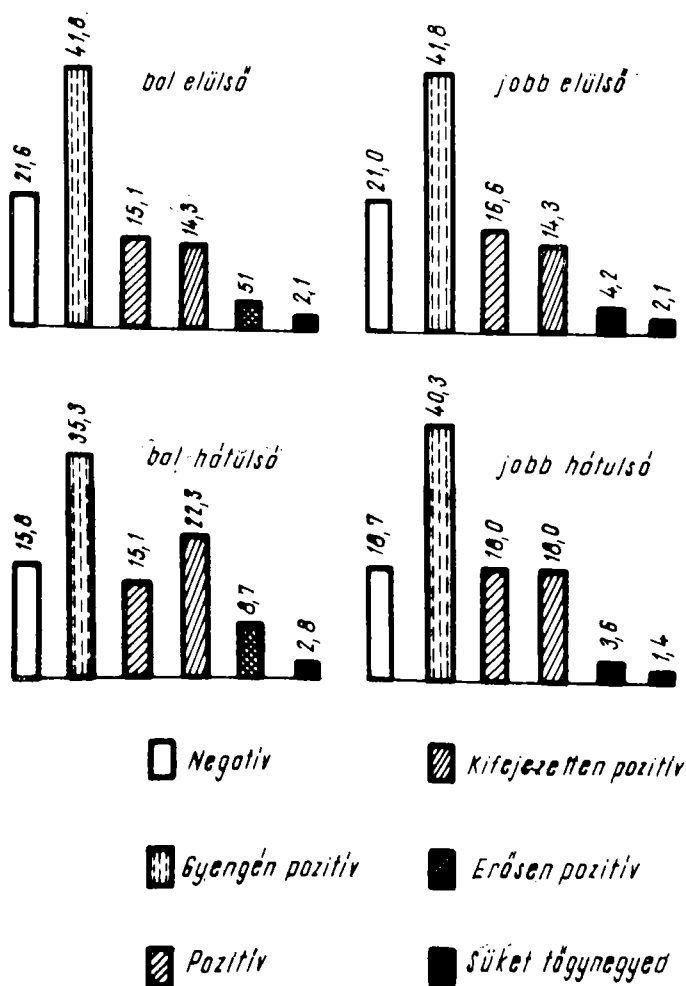 41,8
bal elülső
21,6
15,1
14,3
51
2,1
41,8
jobb elülső
21,0
16,6
14,3
4,2
2,1
35,3
bal hátulsó
15,8
15,1
22,3
8,7
2,8
40,3
jobb hátulsó
18,7
18,0
18,0
3,6
1,4
Negatív
Kifejezetten pozitív
Gyengén pozitív
Erősen pozitív
Pozitív
Süket tőgynegyed